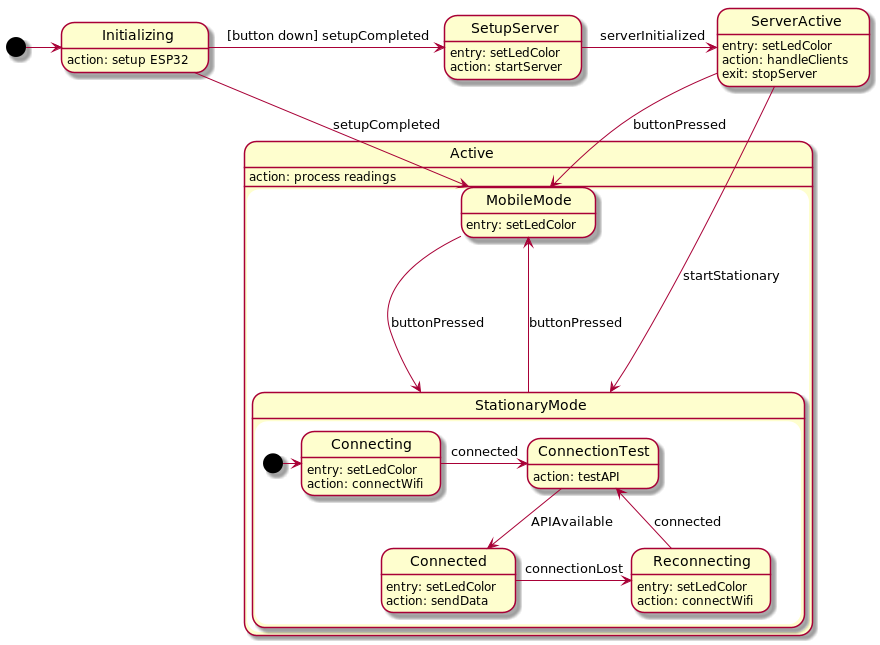 Initializing
action: setup ESP32
[button down] setupCompleted
SetupServer
entry: setLedColor
action: startServer
serverInitialized
ServerActive
entry: setLedColor
action: handleClients
exit: stopServer
setupCompleted
buttonPressed
Active
action: process readings
MobileMode
entry: setLedColor
startStationary
buttonPressed
buttonPressed
StationaryMode
Connecting
entry: setLedColor
action: connectWifi
connected
ConnectionTest
action: testAPI
APIAvailable
connected
Connected
entry: setLedColor
action: sendData
connectionLost
Reconnecting
entry: setLedColor
action: connectWifi